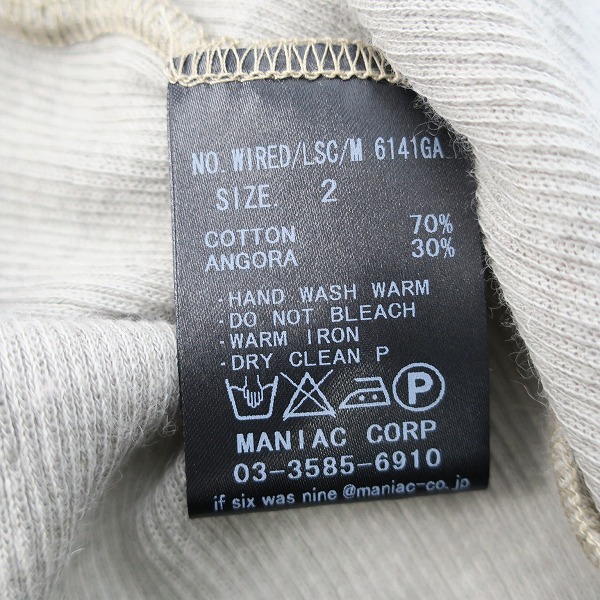 NO. WIRED/LSC/M 6141GA
SIZE. 2
COTTON 70%
ANGORA 30%
·HAND WASH WARM
·DO NOT BLEACH
·WARM IRON
·DRY CLEAN P
P
MANIAC CORP
03-3585-6910
if six was nine @maniac-co.jp